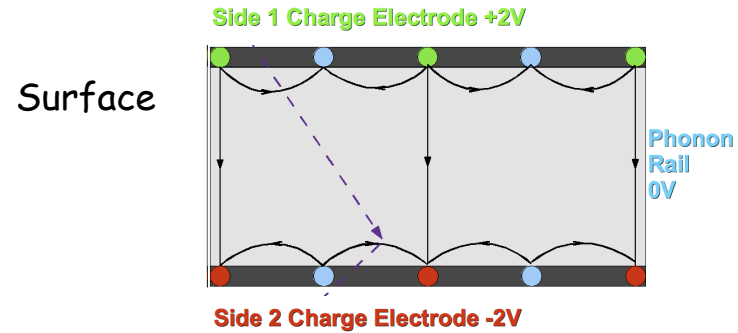 Side 1 Charge Electrode +2V
Surface
Phonon
Rail
0V
Side 2 Charge Electrode -2V